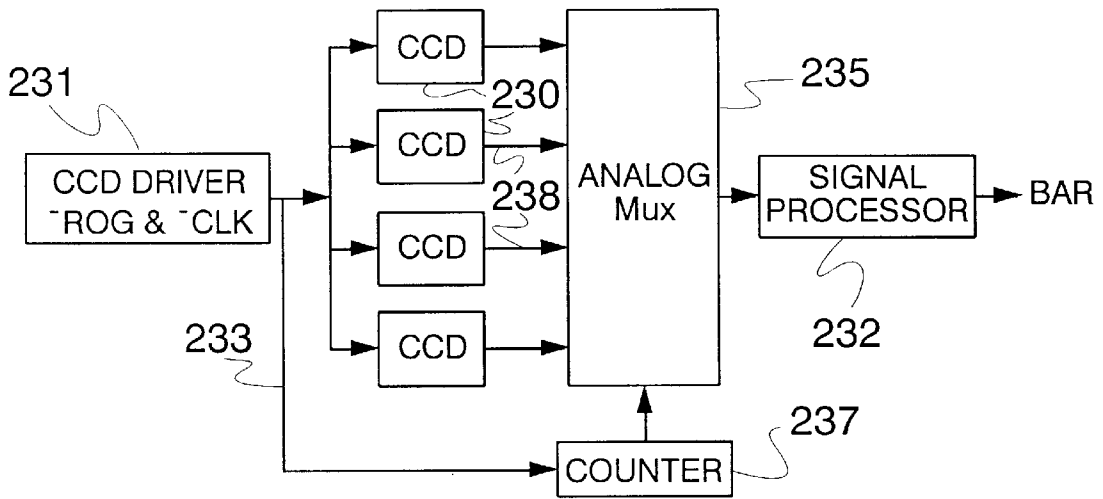 231
CCD DRIVER
¯ROG & ¯CLK
CCD
230
CCD
238
CCD
CCD
ANALOG
Mux
235
SIGNAL
PROCESSOR
BAR
232
233
COUNTER
237